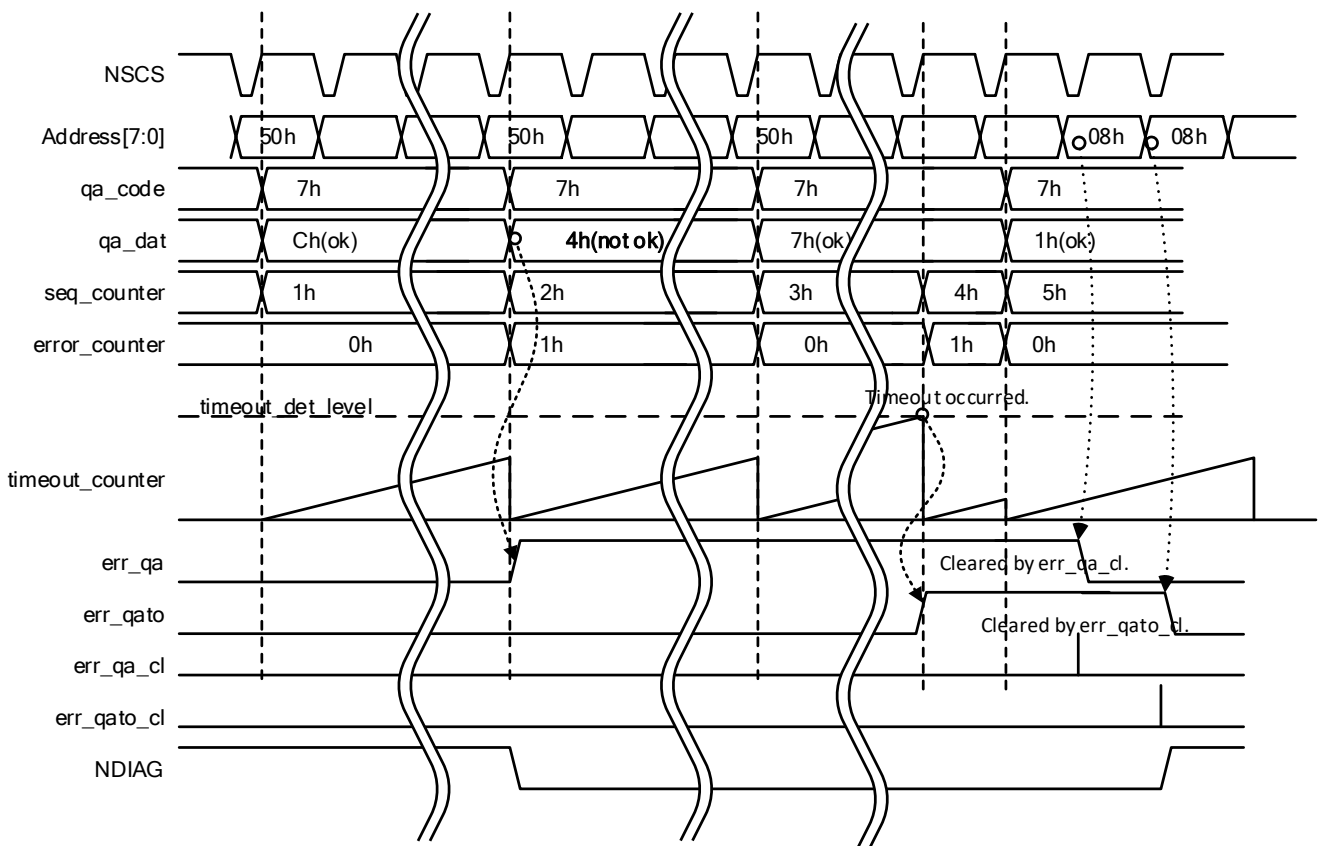 NSCS
Address[7:0] 50h 50h 50h 08h 08h
qa_code 7h 7h 7h 7h
qa_dat Ch(ok) 4h(not ok) 7h(ok) 1h(ok)
seq_counter 1h 2h 3h 4h 5h
error_counter 0h 1h 0h 1h 0h
timeout_det_level Timeout occurred.
timeout_counter
err_qa Cleared by err_qa_cl.
err_qato Cleared by err_qato_cl.
err_qa_cl
err_qato_cl
NDIAG